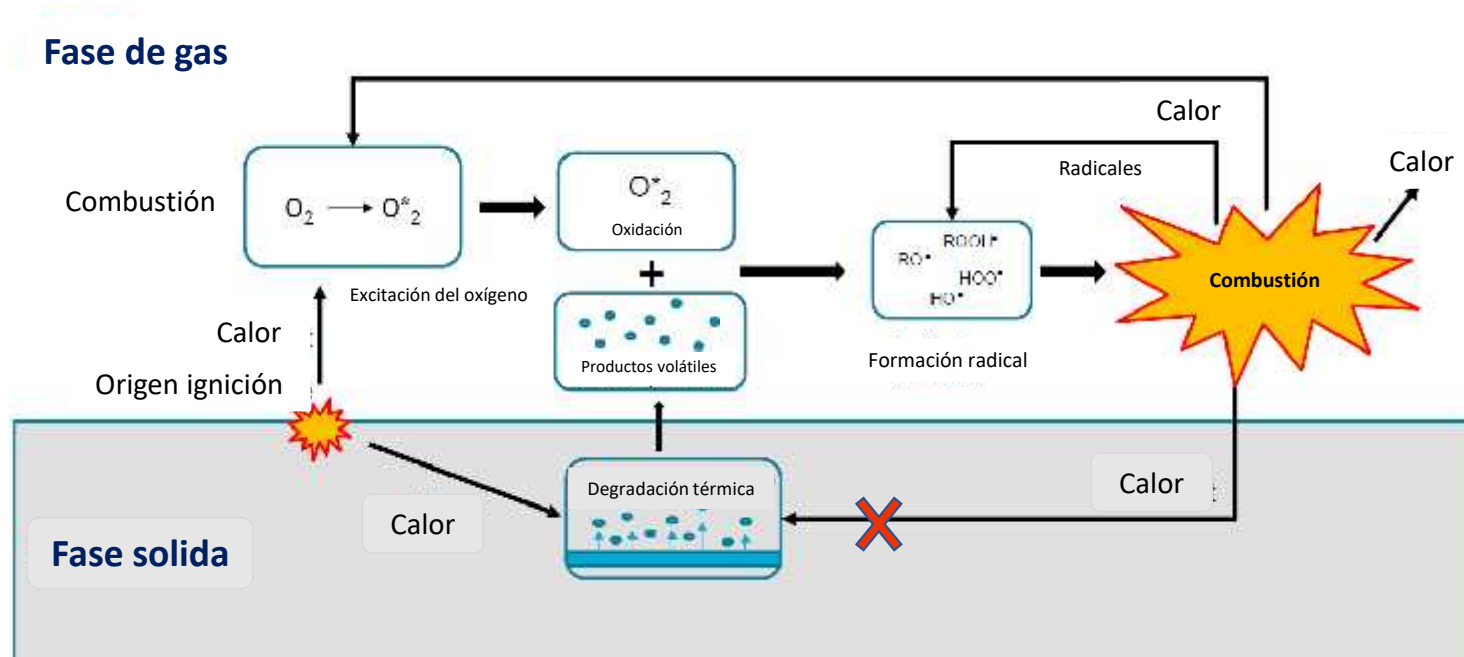 Fase de gas
Calor
Radicales
Calor
Combustión
O₂ → O*₂
O*₂
Oxidación
+
ROOH•
RO•
HOO•
HO•
Combustión
Excitación del oxígeno
Calor
Productos volátiles
Formación radical
Origen ignición
Degradación térmica
Calor
Calor
Fase solida